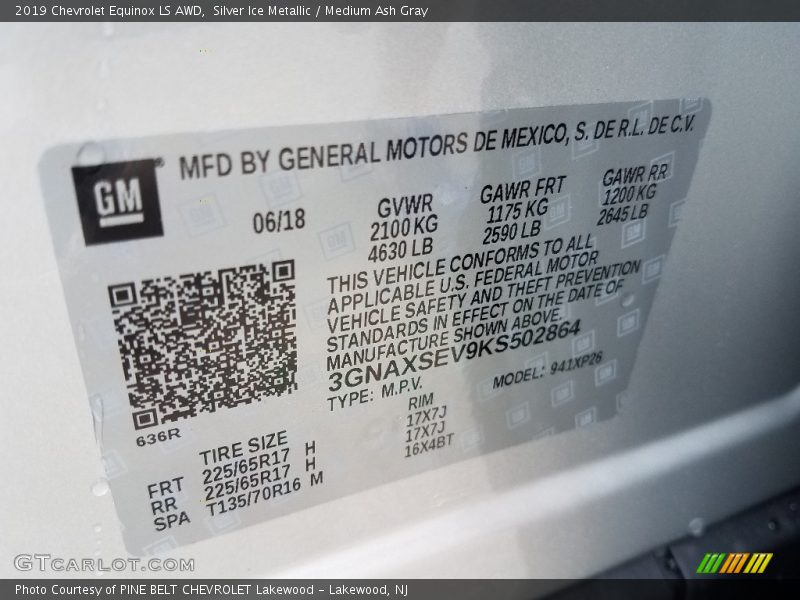 2019 Chevrolet Equinox LS AWD,  Silver Ice Metallic / Medium Ash Gray
GM
MFD BY GENERAL MOTORS DE MEXICO, S. DE R.L. DE C.V.
06/18
GVWR
2100 KG
4630 LB
GAWR FRT
1175 KG
2590 LB
GAWR RR
1200 KG
2645 LB
THIS VEHICLE CONFORMS TO ALL
APPLICABLE U.S. FEDERAL MOTOR
VEHICLE SAFETY AND THEFT PREVENTION
STANDARDS IN EFFECT ON THE DATE OF
MANUFACTURE SHOWN ABOVE.
3GNAXSEV9KS502864
TYPE: M.P.V.
MODEL: 941XP26
636R
TIRE SIZE
RIM
FRT 225/65R17 H 17X7J
RR 225/65R17 H 17X7J
SPA T135/70R16 M 16X4BT
GTCarLot.com
Photo Courtesy of PINE BELT CHEVROLET Lakewood - Lakewood, NJ